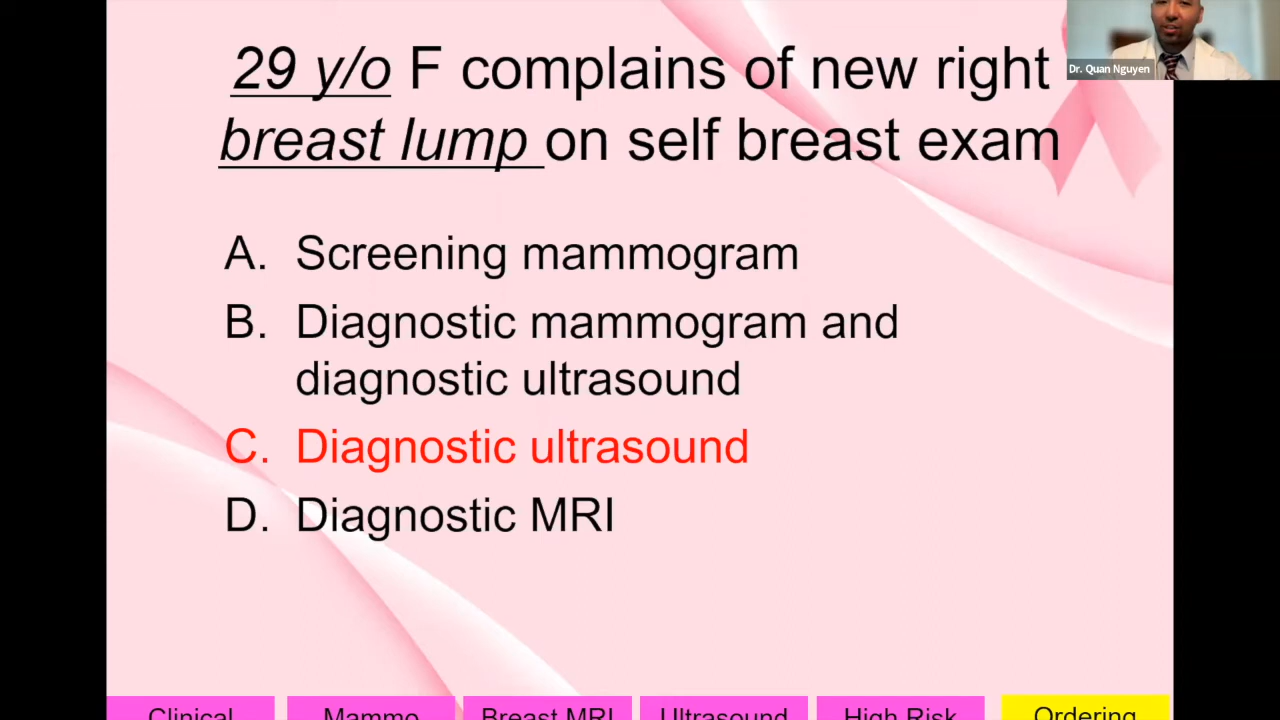 29 y/o F complains of new right
breast lump on self breast exam
Dr. Quan Nguyen
A. Screening mammogram
B. Diagnostic mammogram and
diagnostic ultrasound
C. Diagnostic ultrasound
D. Diagnostic MRI
Clinical
Mammo
Breast MRI
Ultrasound
High Risk
Ordering